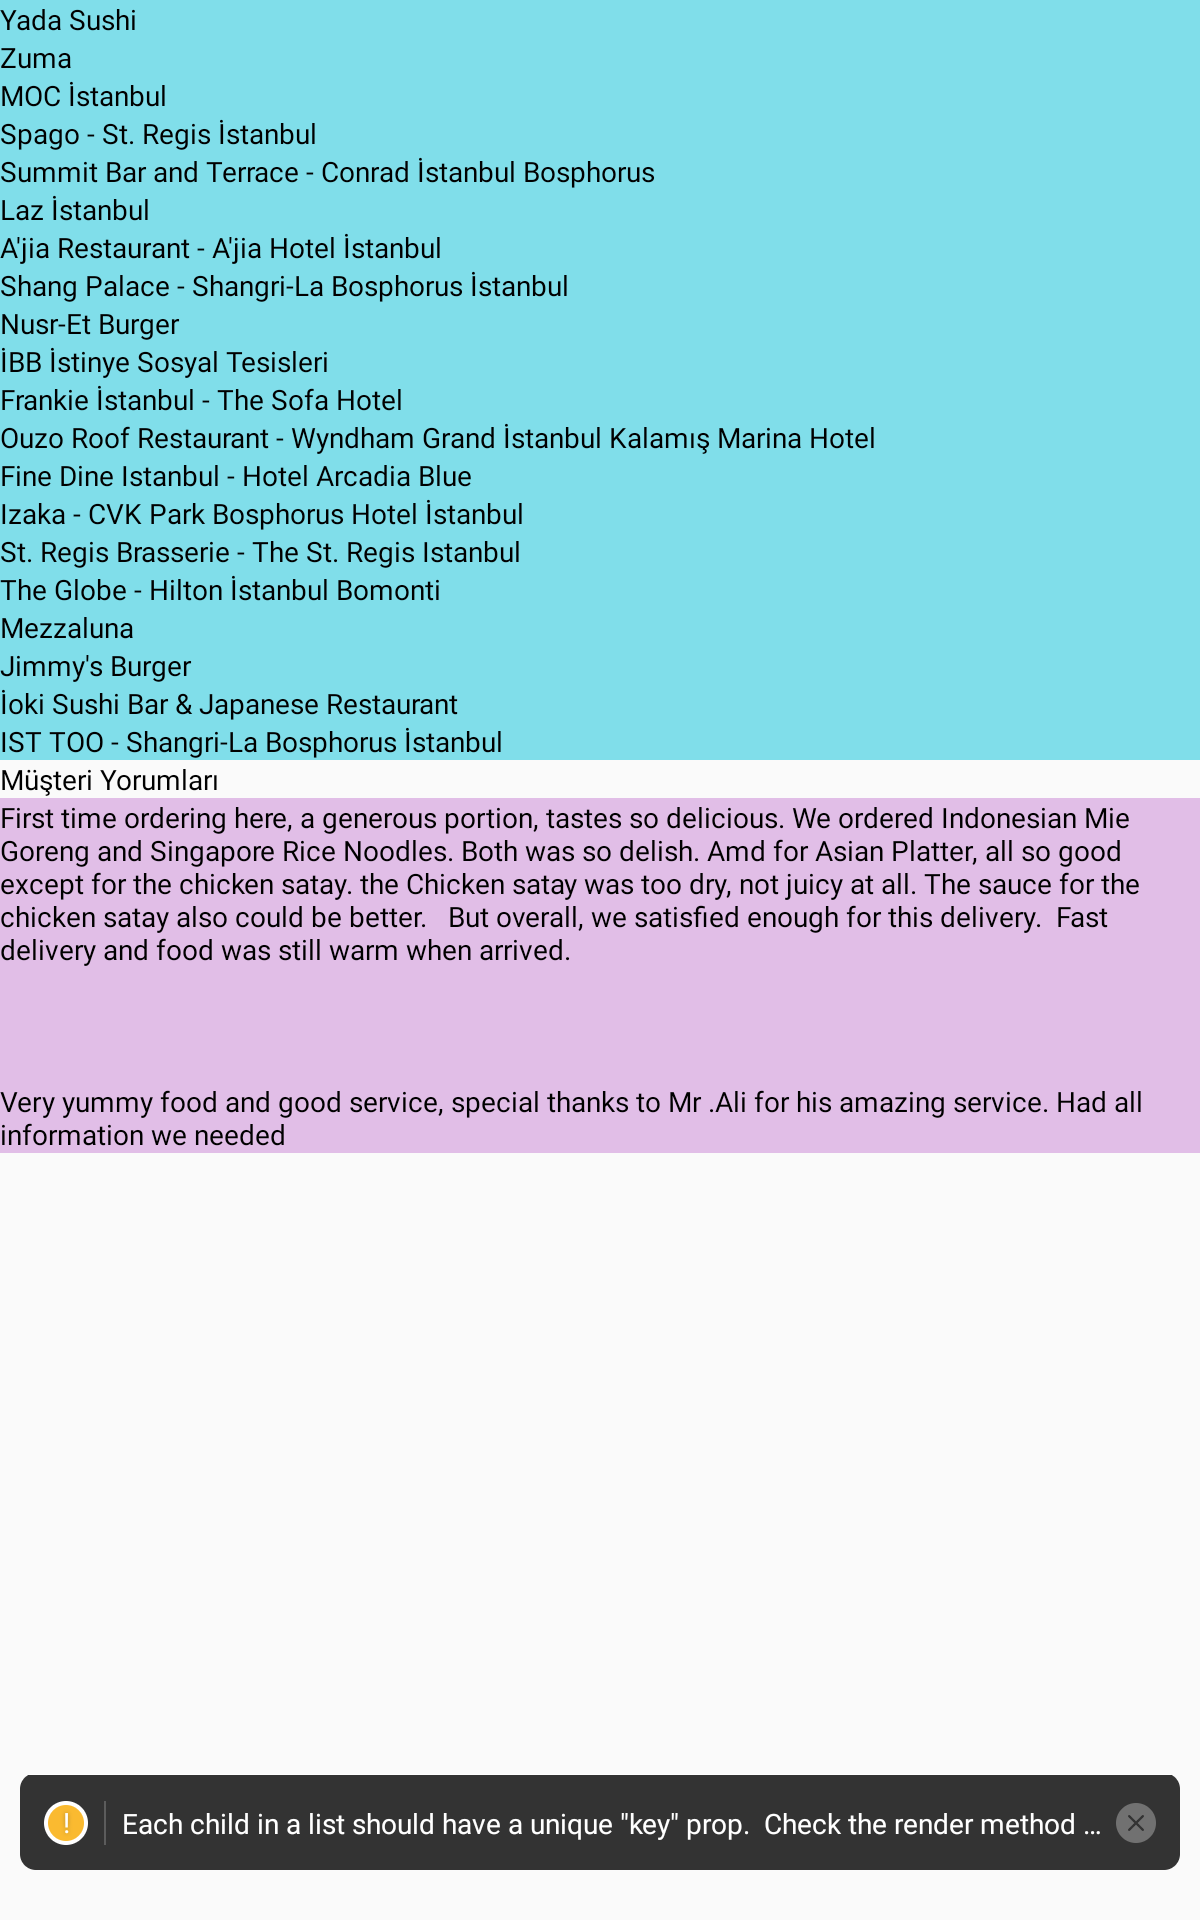 Yada Sushi
Zuma
MOC İstanbul
Spago - St. Regis İstanbul
Summit Bar and Terrace - Conrad İstanbul Bosphorus
Laz İstanbul
A'jia Restaurant - A'jia Hotel İstanbul
Shang Palace - Shangri-La Bosphorus İstanbul
Nusr-Et Burger
İBB İstinye Sosyal Tesisleri
Frankie İstanbul - The Sofa Hotel
Ouzo Roof Restaurant - Wyndham Grand İstanbul Kalamış Marina Hotel
Fine Dine Istanbul - Hotel Arcadia Blue
Izaka - CVK Park Bosphorus Hotel İstanbul
St. Regis Brasserie - The St. Regis Istanbul
The Globe - Hilton İstanbul Bomonti
Mezzaluna
Jimmy's Burger
İoki Sushi Bar & Japanese Restaurant
IST TOO - Shangri-La Bosphorus İstanbul
Müşteri Yorumları
First time ordering here, a generous portion, tastes so delicious. We ordered Indonesian Mie
Goreng and Singapore Rice Noodles. Both was so delish. Amd for Asian Platter, all so good
except for the chicken satay. the Chicken satay was too dry, not juicy at all. The sauce for the
chicken satay also could be better.   But overall, we satisfied enough for this delivery.  Fast
delivery and food was still warm when arrived.
Very yummy food and good service, special thanks to Mr .Ali for his amazing service. Had all
information we needed
Each child in a list should have a unique "key" prop.  Check the render method ...